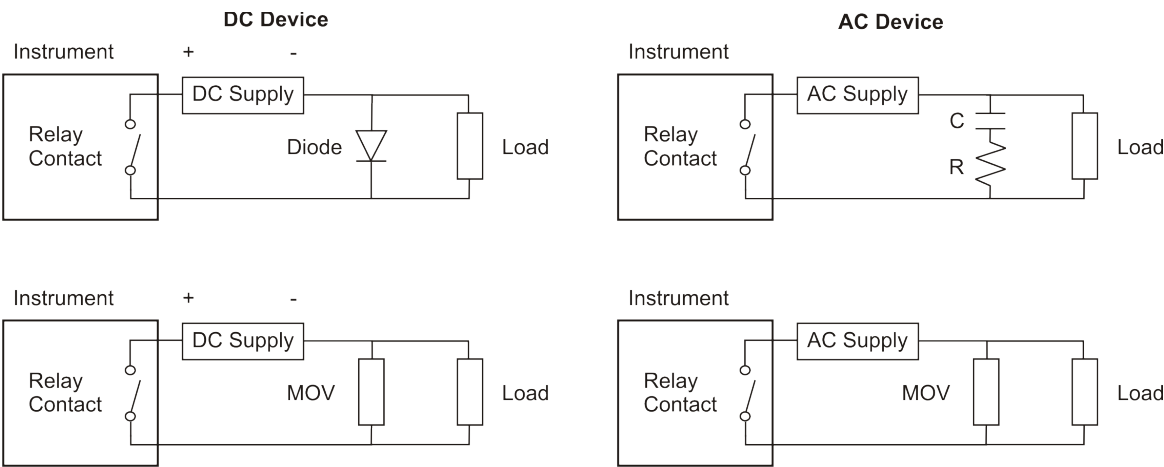 DC Device
Instrument + -
DC Supply
Relay
Contact
Diode
Load
AC Device
Instrument
AC Supply
Relay
Contact
C
R
Load
Instrument + -
DC Supply
Relay
Contact
MOV
Load
Instrument
AC Supply
Relay
Contact
MOV
Load